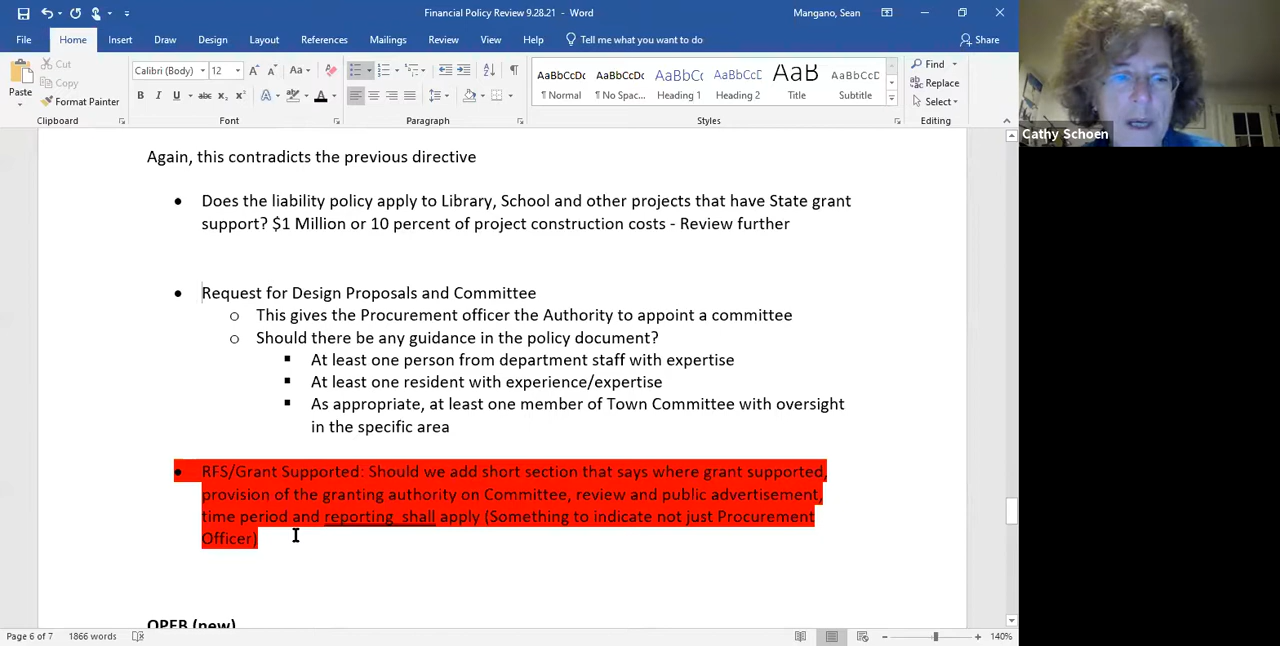 Financial Policy Review 9.28.21 - Word
Mangano, Sean
File Home Insert Draw Design Layout References Mailings Review View Help Tell me what you want to do Share
Paste
Cut
Copy
Format Painter
Clipboard
Calibri (Body) 12
Font
Paragraph
AaBbCcDc AaBbCcDc AaBbC AaBbCcD AaB AaBbCcD
¶ Normal ¶ No Spac... Heading 1 Heading 2 Title Subtitle
Styles
Find
Replace
Select
Editing
Cathy Schoen
Again, this contradicts the previous directive
• Does the liability policy apply to Library, School and other projects that have State grant
support? $1 Million or 10 percent of project construction costs - Review further
• Request for Design Proposals and Committee
o This gives the Procurement officer the Authority to appoint a committee
o Should there be any guidance in the policy document?
▪ At least one person from department staff with expertise
▪ At least one resident with experience/expertise
▪ As appropriate, at least one member of Town Committee with oversight
in the specific area
• RFS/Grant Supported: Should we add short section that says where grant supported,
provision of the granting authority on Committee, review and public advertisement,
time period and reporting  shall apply (Something to indicate not just Procurement
Officer)
OPEB (new)
Page 6 of 7 1866 words 140%